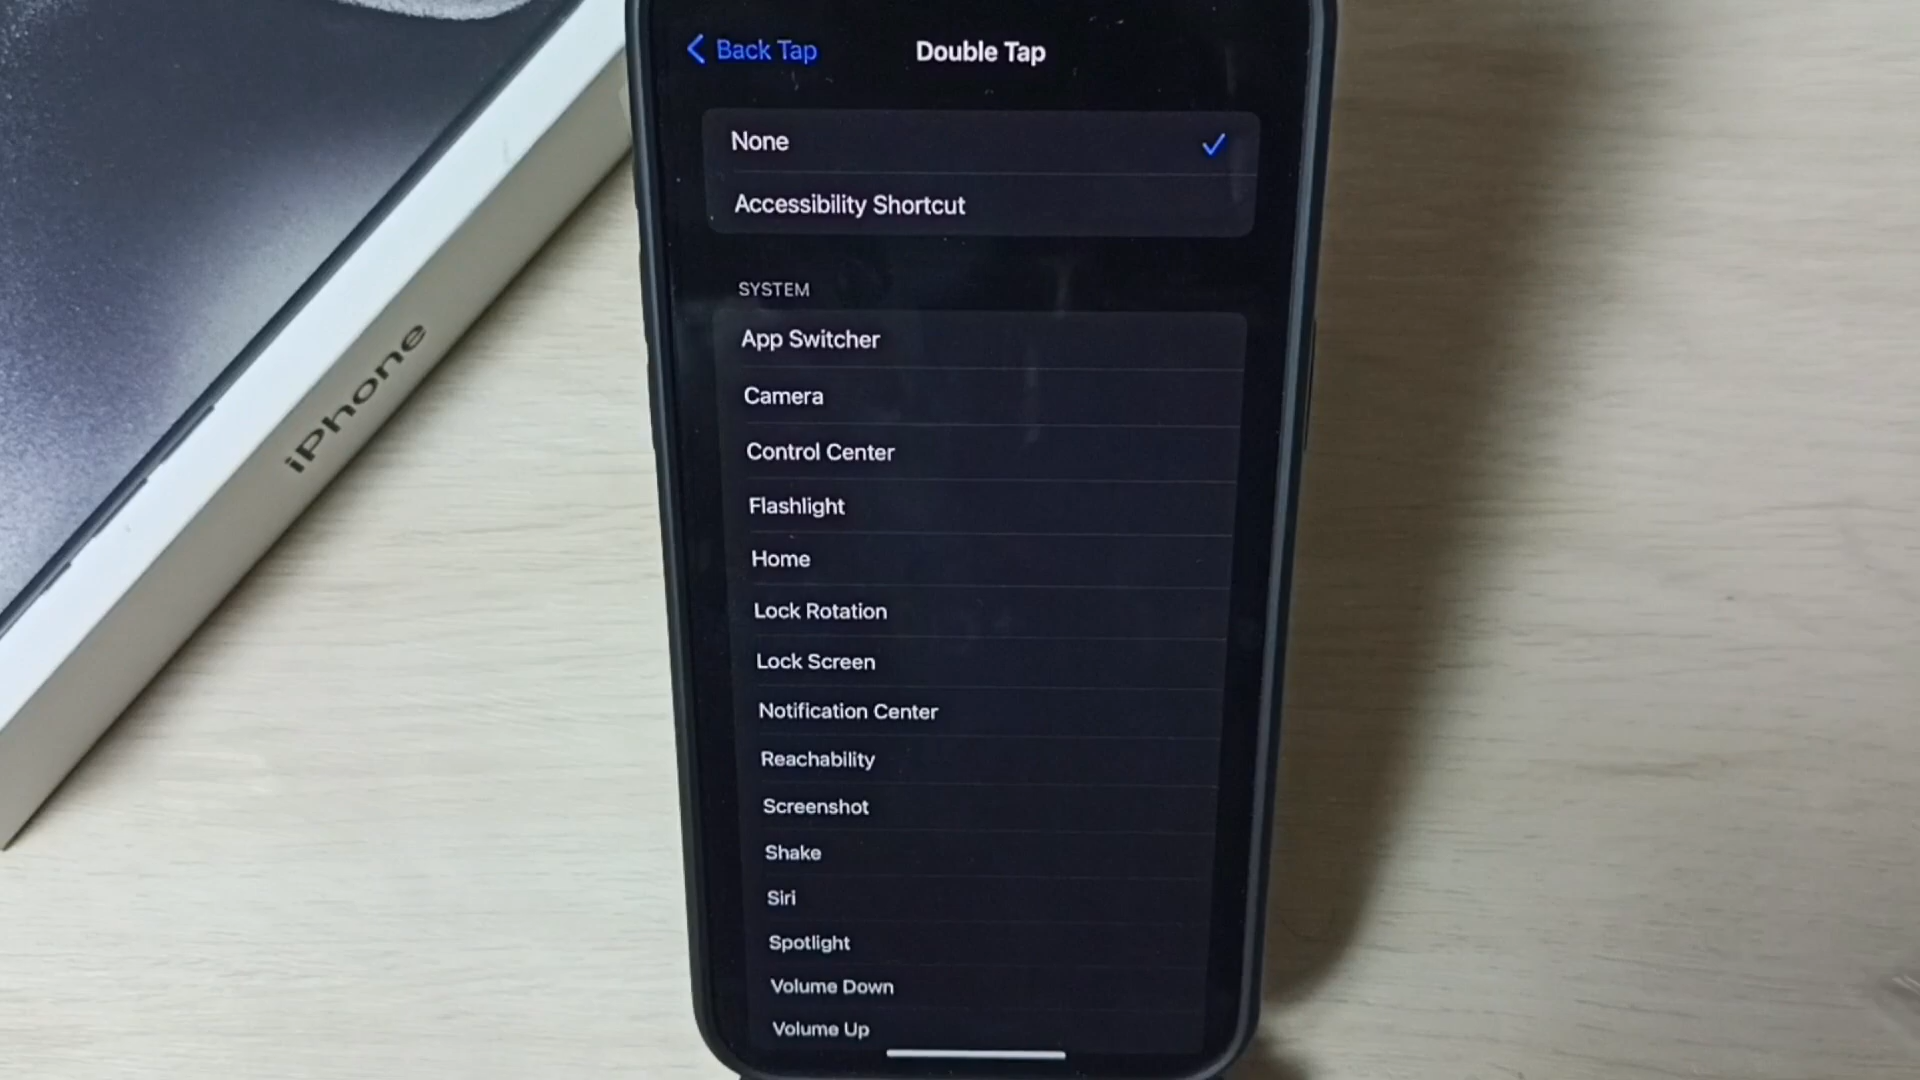 Back Tap
Double Tap
None
Accessibility Shortcut
SYSTEM
App Switcher
Camera
Control Center
Flashlight
Home
Lock Rotation
Lock Screen
Notification Center
Reachability
Screenshot
Shake
Siri
Spotlight
Volume Down
Volume Up
iPhone